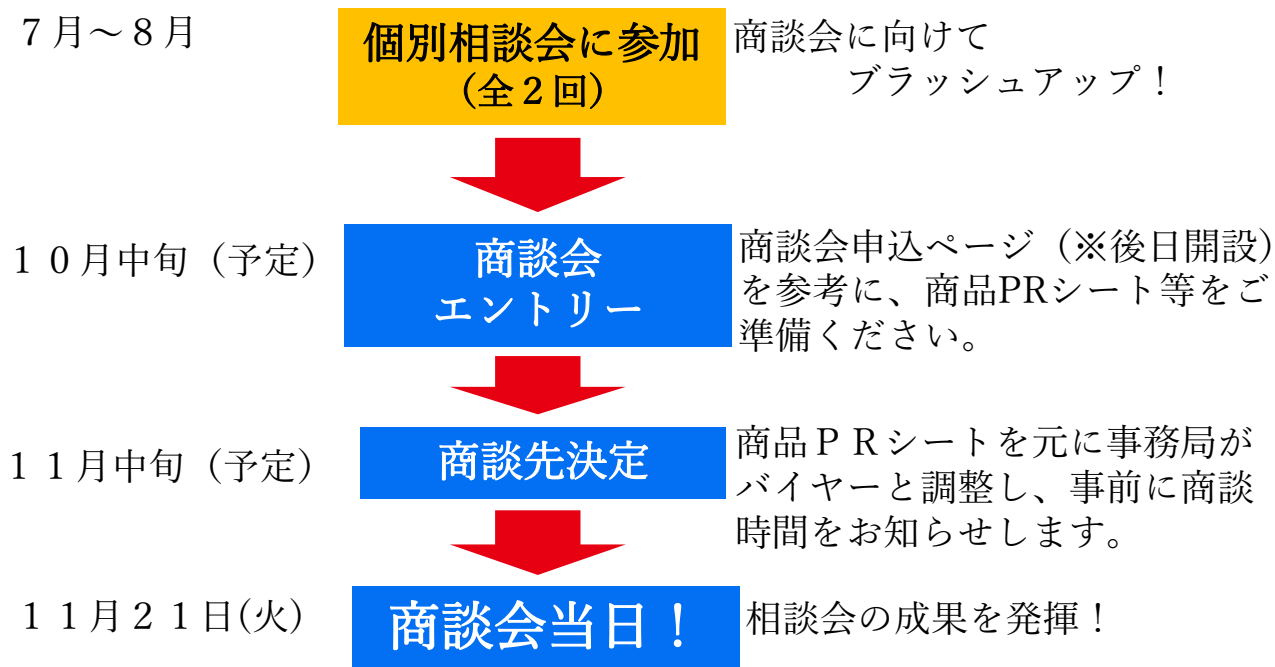 ７月～８月
個別相談会に参加
(全２回)
商談会に向けて
ブラッシュアップ！
１０月中旬（予定）
商談会
エントリー
商談会申込ページ（※後日開設）
を参考に、商品PRシート等をご
準備ください。
１１月中旬（予定）
商談先決定
商品ＰＲシートを元に事務局が
バイヤーと調整し、事前に商談
時間をお知らせします。
１１月２１日(火)
商談会当日！
相談会の成果を発揮！